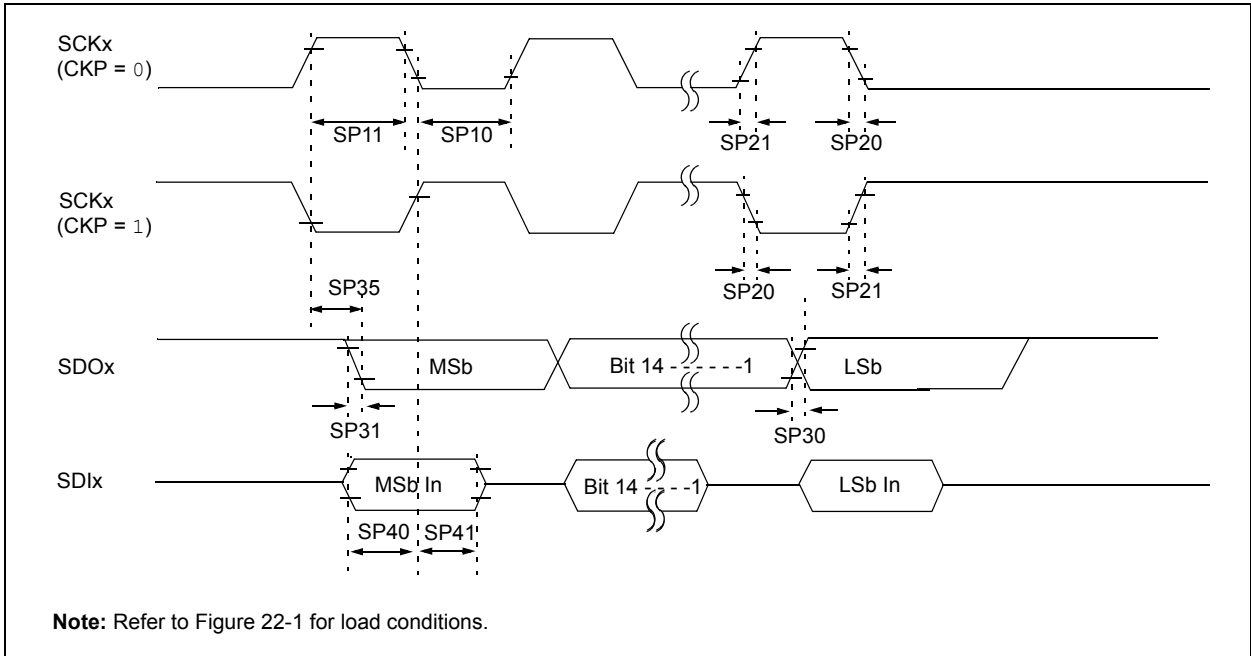 SCKx
(CKP = 0)
SP11
SP10
SP21
SP20
SCKx
(CKP = 1)
SP35
SP20
SP21
SDOx
MSb
Bit 14 - - - - - -1
LSb
SP31
SP30
SDIx
MSb In
Bit 14 - - - -1
LSb In
SP40
SP41
Note: Refer to Figure 22-1 for load conditions.